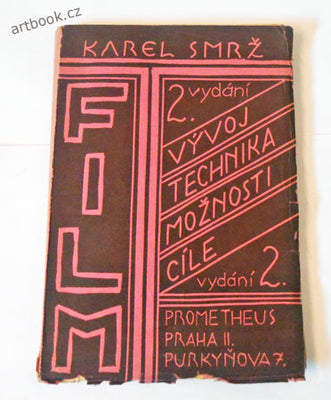 artbook.cz
KAREL SMRŽ
FILM
2. vydání
VÝVOJ
TECHNIKA
MOŽNOSTI
CÍLE
vydání 2.
PROMETHEUS
PRAHA II.
PURKYŇOVA 7.